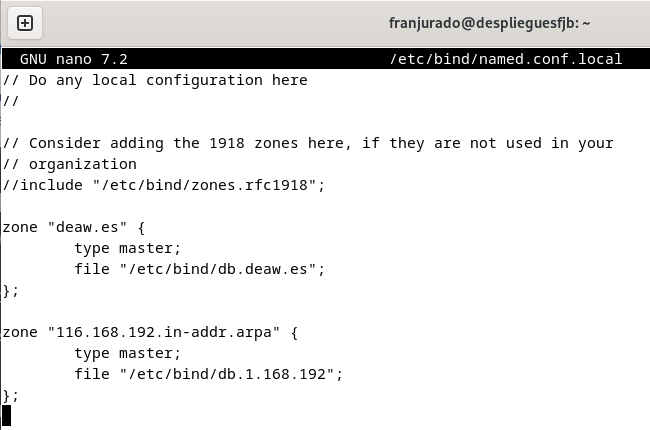 franjurado@desplieguesfjb: ~
GNU nano 7.2 /etc/bind/named.conf.local
// Do any local configuration here
//
// Consider adding the 1918 zones here, if they are not used in your
// organization
//include "/etc/bind/zones.rfc1918";
zone "deaw.es" {
type master;
file "/etc/bind/db.deaw.es";
};
zone "116.168.192.in-addr.arpa" {
type master;
file "/etc/bind/db.1.168.192";
};